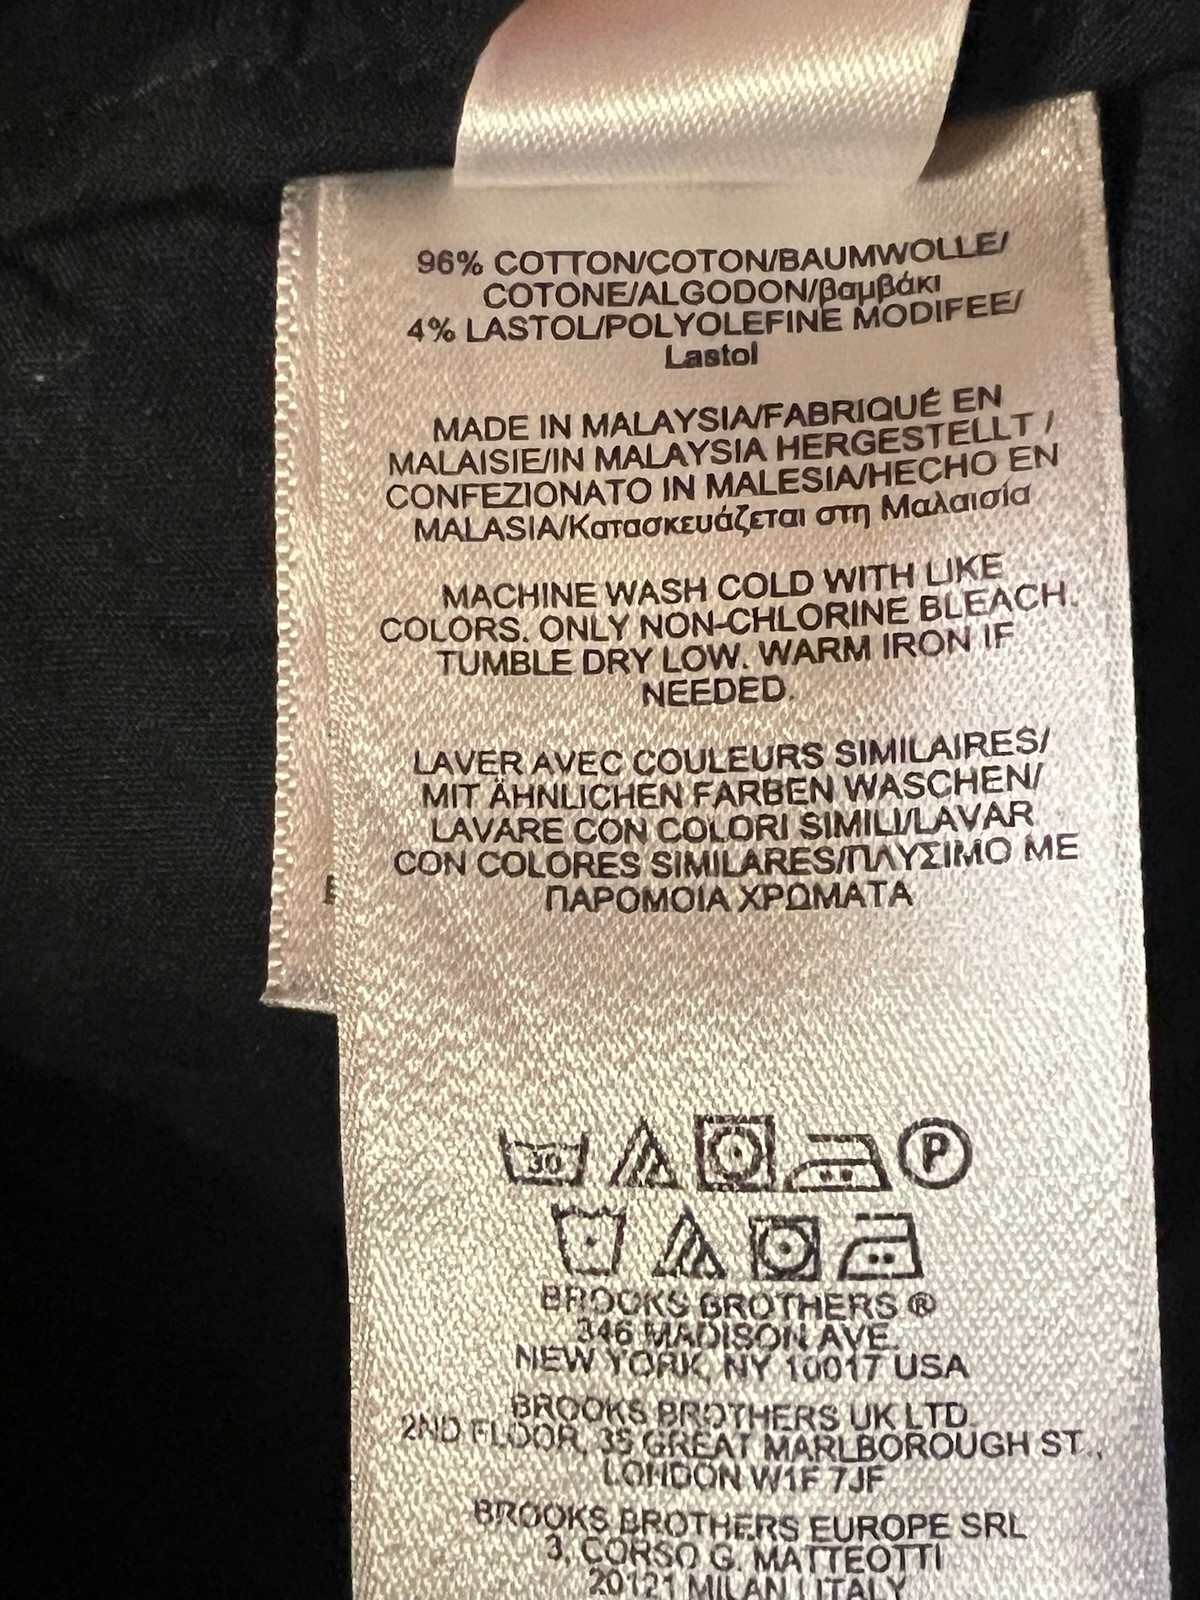 96% COTTON/COTON/BAUMWOLLE/
COTONE/ALGODON/βαμβάκι
4% LASTOL/POLYOLEFINE MODIFEE/
Lastol
MADE IN MALAYSIA/FABRIQUÉ EN
MALAISIE/IN MALAYSIA HERGESTELLT /
CONFEZIONATO IN MALESIA/HECHO EN
MALASIA/Κατασκευάζεται στη Μαλαισία
MACHINE WASH COLD WITH LIKE
COLORS. ONLY NON-CHLORINE BLEACH.
TUMBLE DRY LOW. WARM IRON IF
NEEDED.
LAVER AVEC COULEURS SIMILAIRES/
MIT ÄHNLICHEN FARBEN WASCHEN/
LAVARE CON COLORI SIMILI/LAVAR
CON COLORES SIMILARES/ΠΛΥΣΙΜΟ ΜΕ
ΠΑΡΟΜΟΙΑ ΧΡΩΜΑΤΑ
30 P
BROOKS BROTHERS ®
346 MADISON AVE.
NEW YORK, NY 10017 USA
BROOKS BROTHERS UK LTD.
2ND FLOOR, 35 GREAT MARLBOROUGH ST.,
LONDON W1F 7JF
BROOKS BROTHERS EUROPE SRL
3, CORSO G. MATTEOTTI
20121 MILAN ITALY